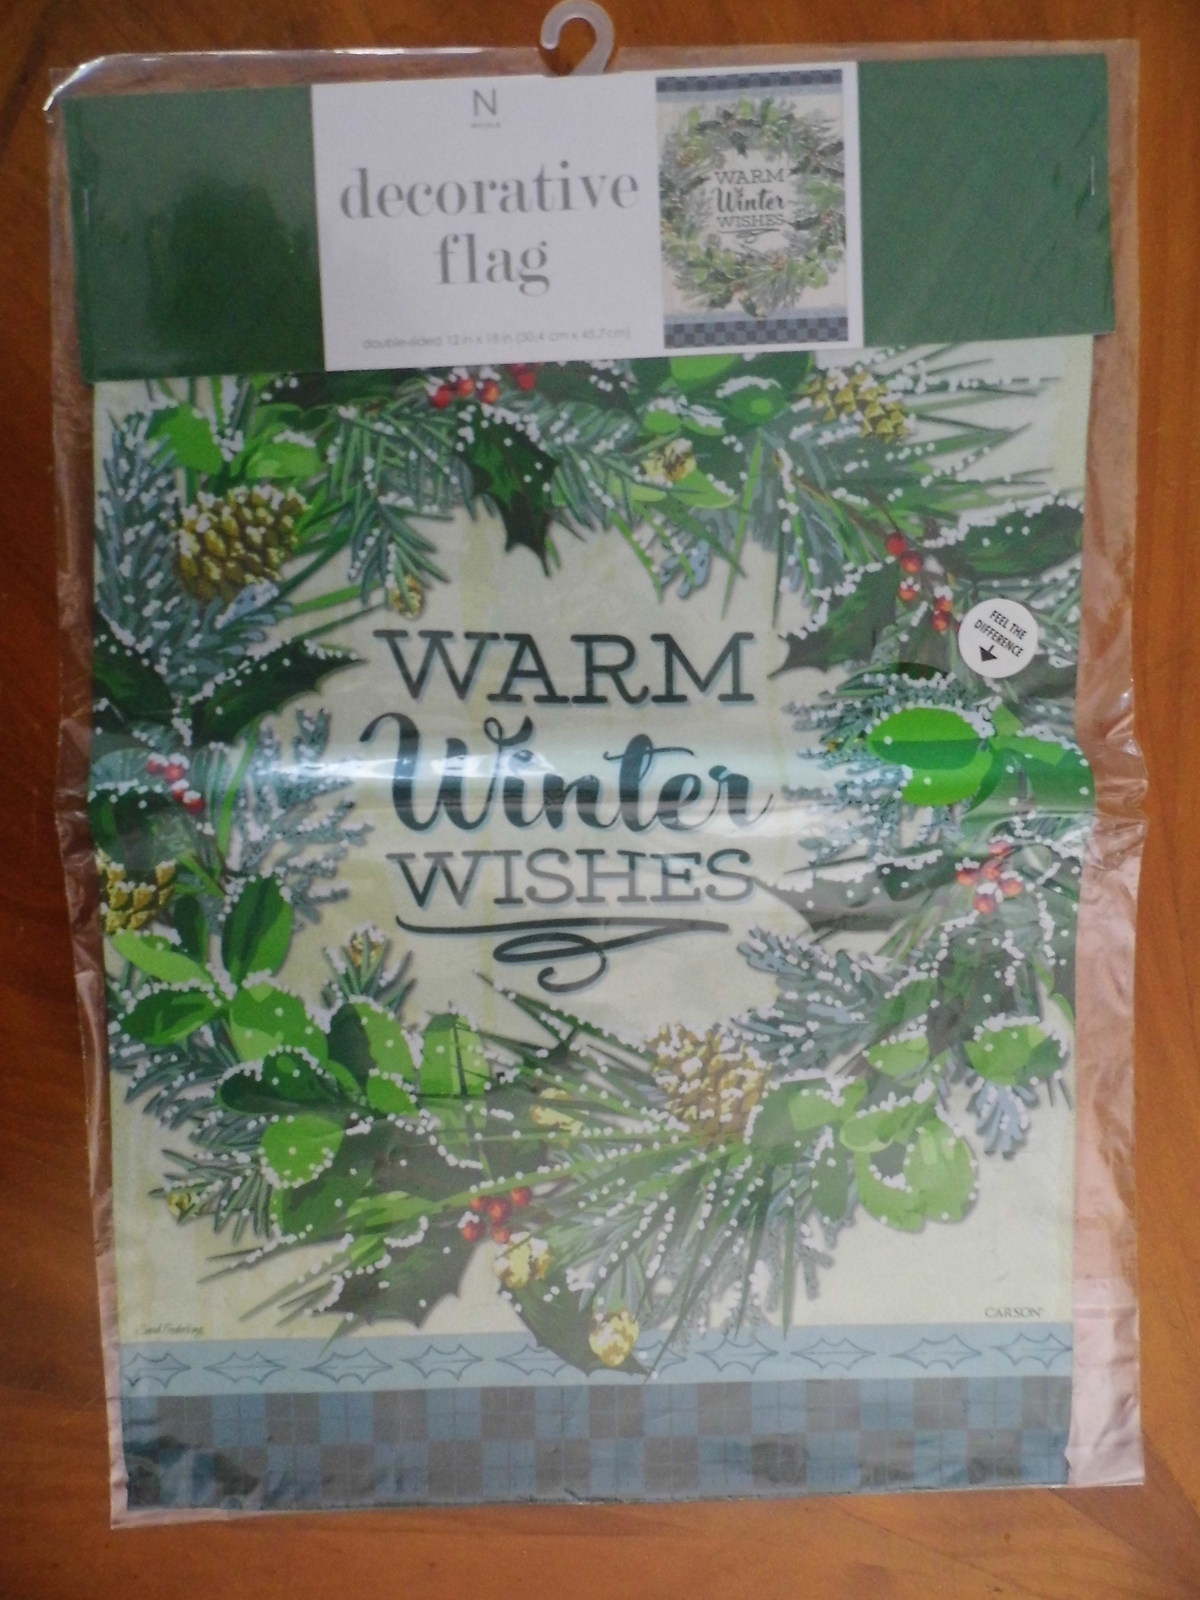 N
decorative
flag
double-sided 12 in x 18 in (30.4 cm x 45.7 cm)
WARM
Winter
WISHES
FEEL THE
DIFFERENCE
WARM
Winter
WISHES
CARSON